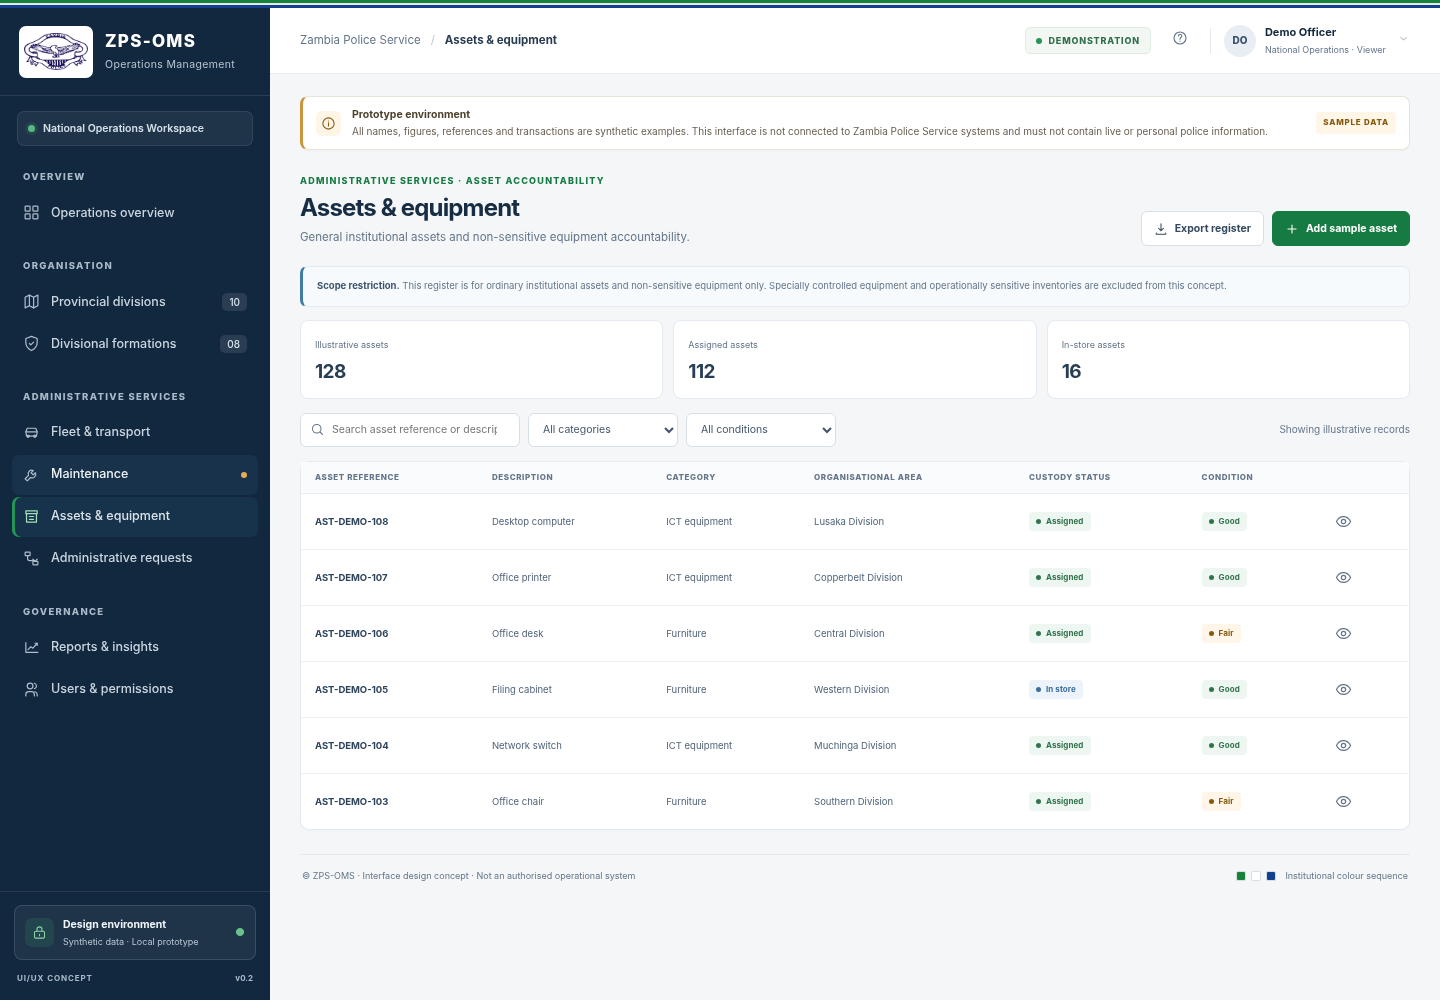 ZPS-OMS
Operations Management
National Operations Workspace
OVERVIEW
Operations overview
ORGANISATION
Provincial divisions 10
Divisional formations 08
ADMINISTRATIVE SERVICES
Fleet & transport
Maintenance
Assets & equipment
Administrative requests
GOVERNANCE
Reports & insights
Users & permissions
Design environment
Synthetic data · Local prototype
UI/UX CONCEPT v0.2
Zambia Police Service / Assets & equipment
DEMONSTRATION
DO
Demo Officer
National Operations · Viewer
Prototype environment
All names, figures, references and transactions are synthetic examples. This interface is not connected to Zambia Police Service systems and must not contain live or personal police information.
SAMPLE DATA
ADMINISTRATIVE SERVICES · ASSET ACCOUNTABILITY
Assets & equipment
General institutional assets and non-sensitive equipment accountability.
Export register
Add sample asset
Scope restriction. This register is for ordinary institutional assets and non-sensitive equipment only. Specially controlled equipment and operationally sensitive inventories are excluded from this concept.
Illustrative assets
128
Assigned assets
112
In-store assets
16
Search asset reference or descrip
All categories
All conditions
Showing illustrative records
ASSET REFERENCE DESCRIPTION CATEGORY ORGANISATIONAL AREA CUSTODY STATUS CONDITION
AST-DEMO-108 Desktop computer ICT equipment Lusaka Division Assigned Good
AST-DEMO-107 Office printer ICT equipment Copperbelt Division Assigned Good
AST-DEMO-106 Office desk Furniture Central Division Assigned Fair
AST-DEMO-105 Filing cabinet Furniture Western Division In store Good
AST-DEMO-104 Network switch ICT equipment Muchinga Division Assigned Good
AST-DEMO-103 Office chair Furniture Southern Division Assigned Fair
© ZPS-OMS · Interface design concept · Not an authorised operational system
Institutional colour sequence